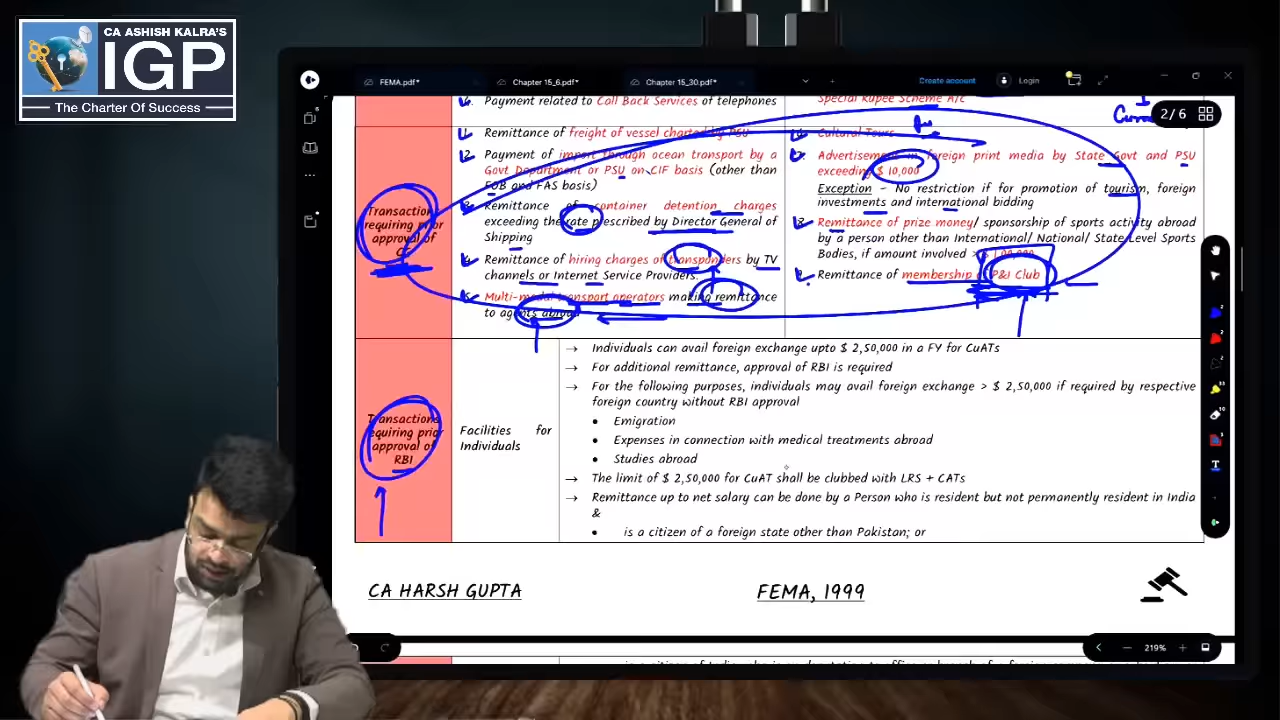 CA ASHISH KALRA'S
IGP
The Charter Of Success
FEMA.pdf*
Chapter 15_6.pdf*
Chapter 15_30.pdf*
Create account
Login
2/6
Payment related to Call Back Services of telephones
Remittance of freight of vessel charted by PSU
Payment of import through ocean transport by a
Govt Department or PSU on CIF basis (other than
FOB and FAS basis)
Remittance of container detention charges
exceeding the rate prescribed by Director General of
Shipping
Remittance of hiring charges of transponders by TV
channels or Internet Service Providers.
Multi-modal transport operators making remittance
to agents abroad
Special Rupee Scheme A/c
Cultural Tours
Advertisement in foreign print media by State Govt and PSU
exceeding $ 10,000
Exception - No restriction if for promotion of tourism, foreign
investments and international bidding
Remittance of prize money/ sponsorship of sports activity abroad
by a person other than International/ National/ State Level Sports
Bodies, if amount involved > $ 1,00,000
Remittance of membership P&I Club
Transaction
requiring prior
approval of
Transactions
requiring prior
approval of
RBI
Facilities for
Individuals
→ Individuals can avail foreign exchange upto $ 2,50,000 in a FY for CuATs
→ For additional remittance, approval of RBI is required
→ For the following purposes, individuals may avail foreign exchange > $ 2,50,000 if required by respective
foreign country without RBI approval
• Emigration
• Expenses in connection with medical treatments abroad
• Studies abroad
→ The limit of $ 2,50,000 for CuAT shall be clubbed with LRS + CATs
→ Remittance up to net salary can be done by a Person who is resident but not permanently resident in India
&
• is a citizen of a foreign state other than Pakistan; or
CA HARSH GUPTA
FEMA, 1999
219%